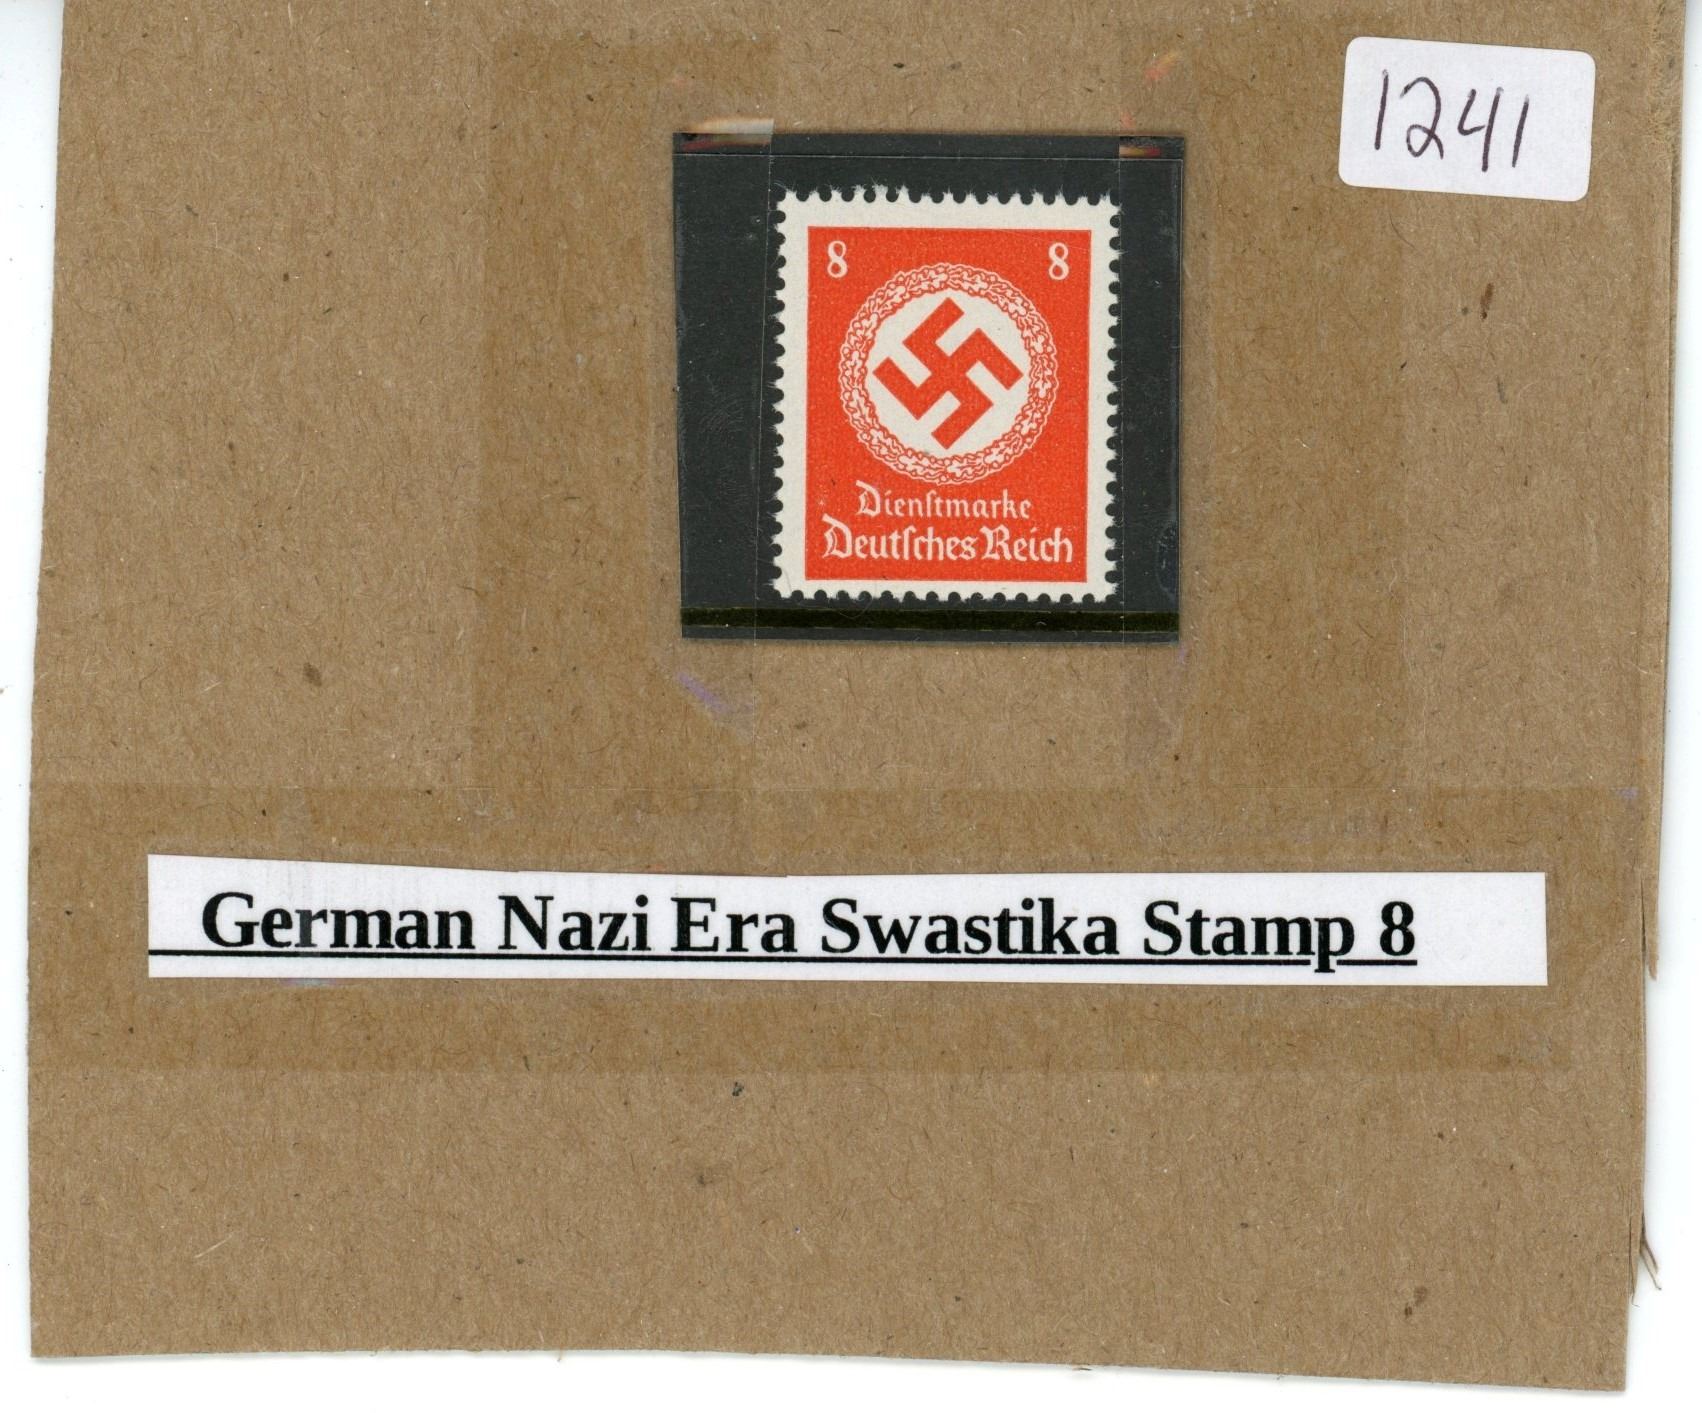 1241
8 8
Dienſtmarke
Deutſches Reich
German Nazi Era Swastika Stamp 8